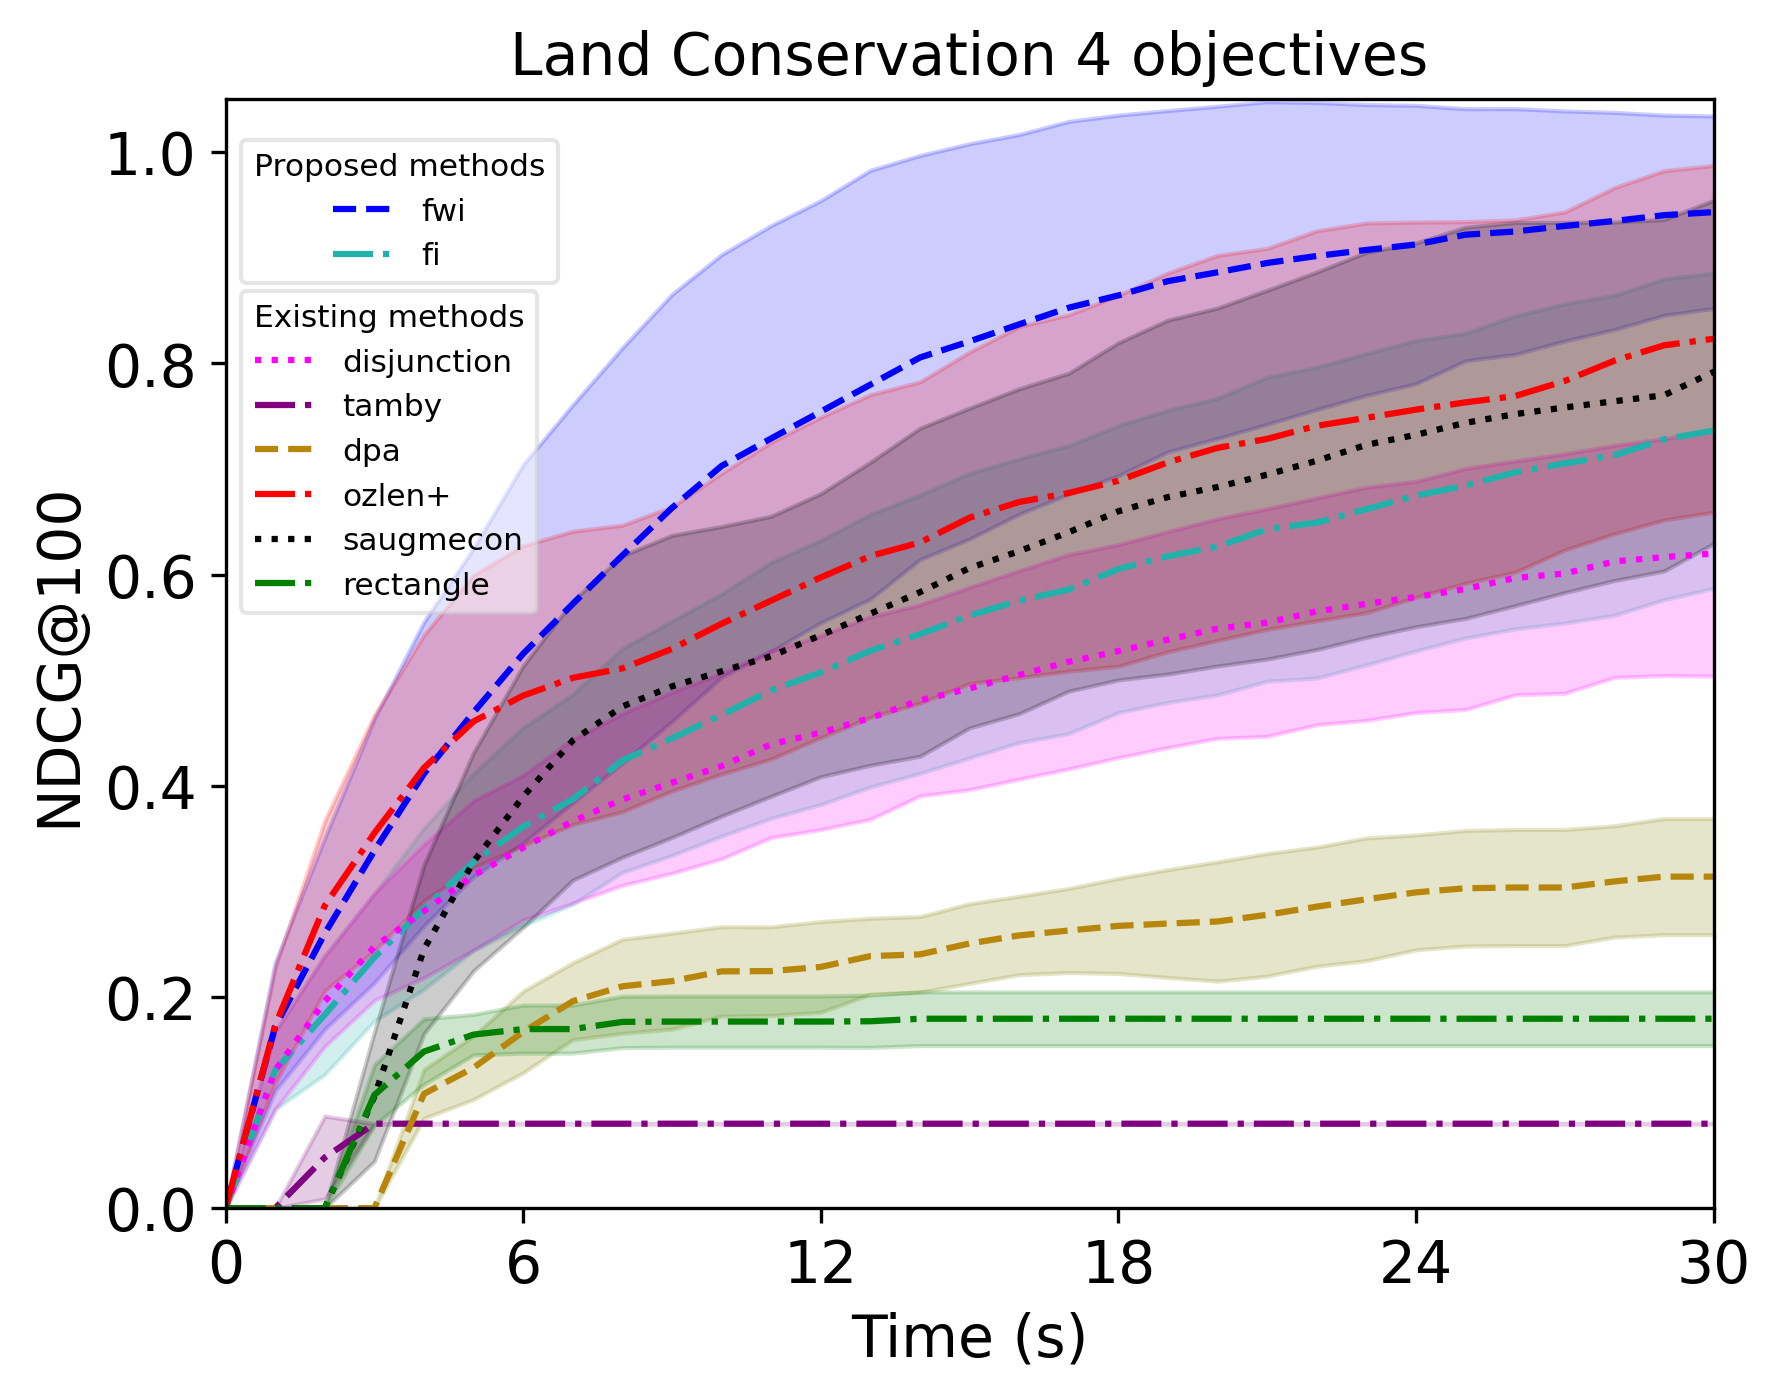 Land Conservation 4 objectives
NDCG@100
1.0
0.8
0.6
0.4
0.2
0.0
Proposed methods
fwi
fi
Existing methods
disjunction
tamby
dpa
ozlen+
saugmecon
rectangle
0 6 12 18 24 30
Time (s)